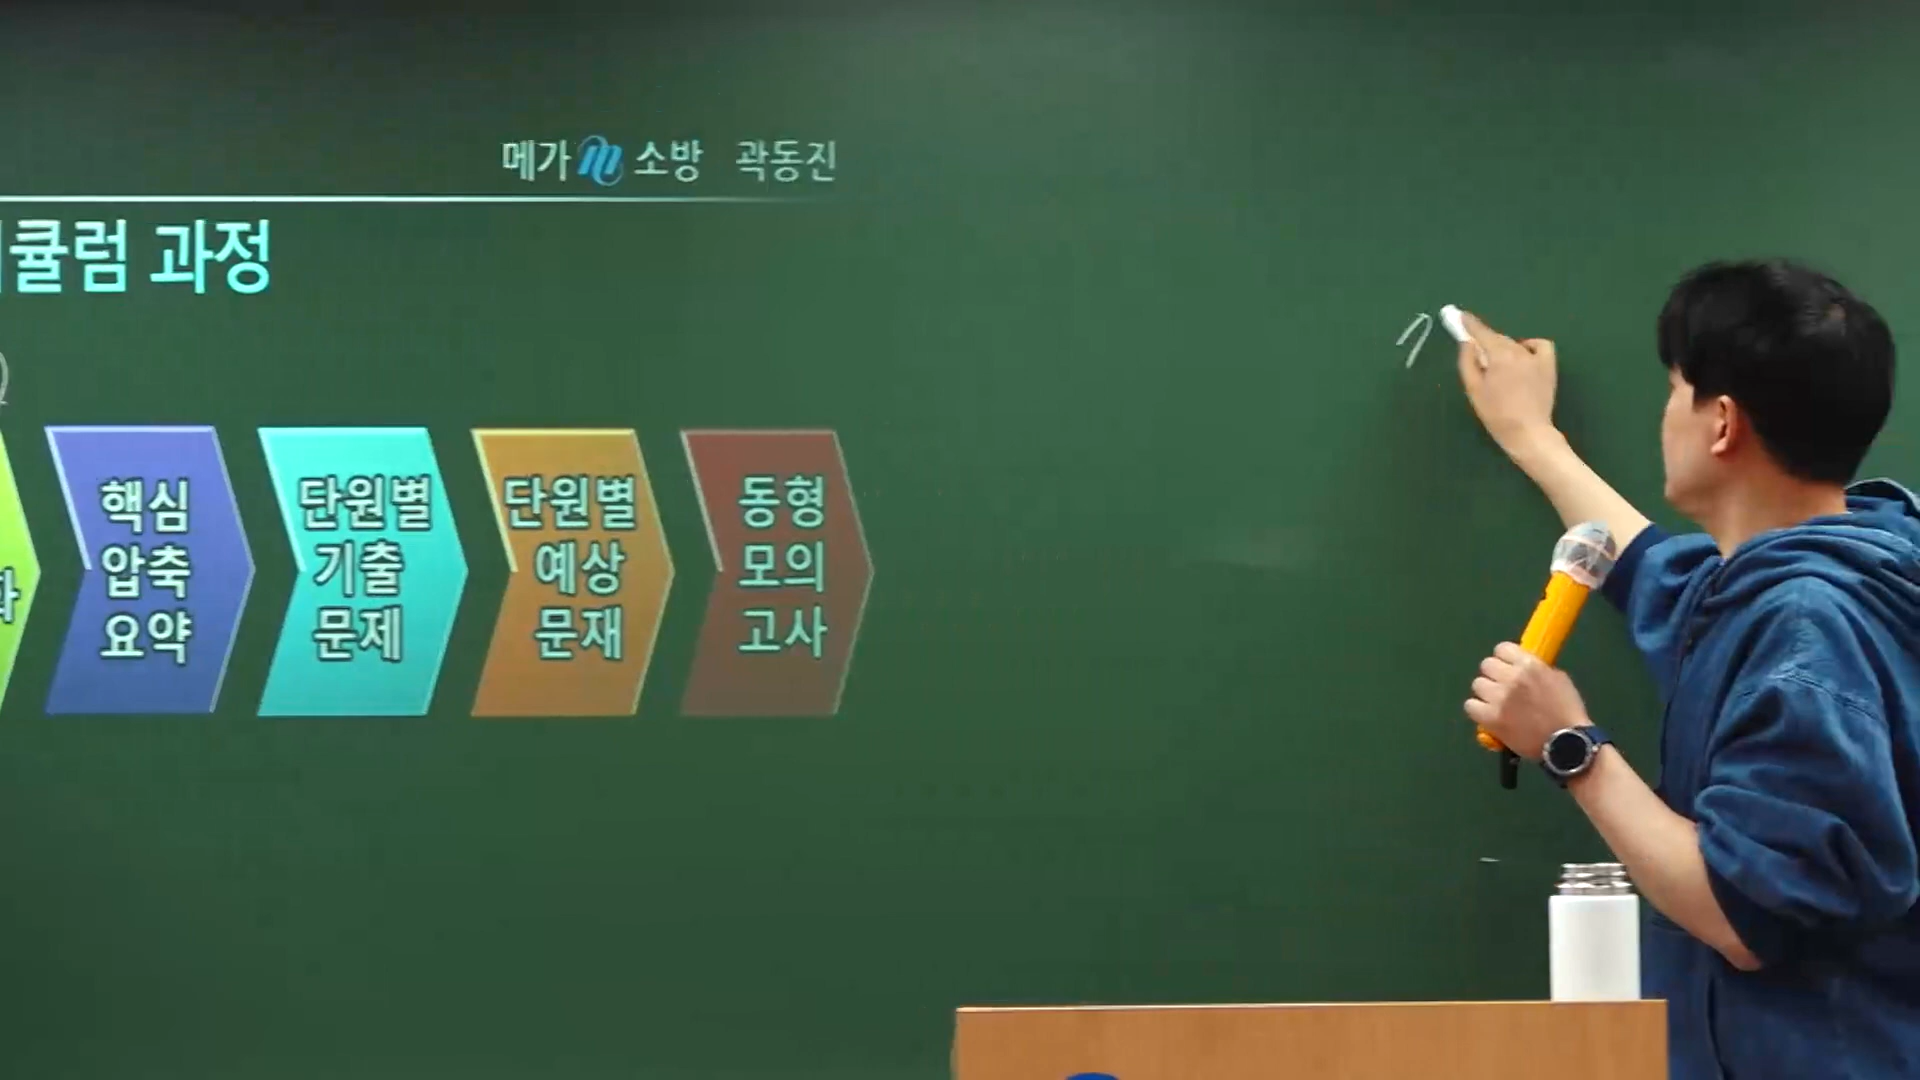 메가 소방 곽동진
큘럼 과정
핵심
압축
요약
단원별
기출
문제
단원별
예상
문재
동형
모의
고사